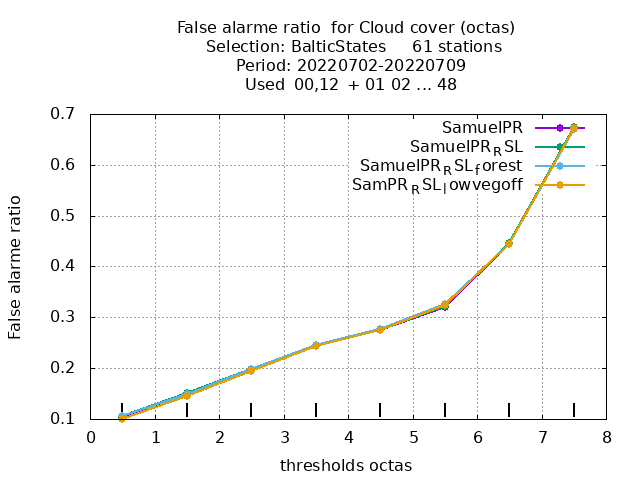 False alarme ratio  for Cloud cover (octas)
Selection: BalticStates     61 stations
Period: 20220702-20220709
Used  00,12  + 01 02 ... 48
SamuelPR
SamuelPR_RSL
SamuelPR_RSL_forest
SamPR_RSL_lowvegoff
False alarme ratio
0.7
0.6
0.5
0.4
0.3
0.2
0.1
0 1 2 3 4 5 6 7 8
thresholds octas